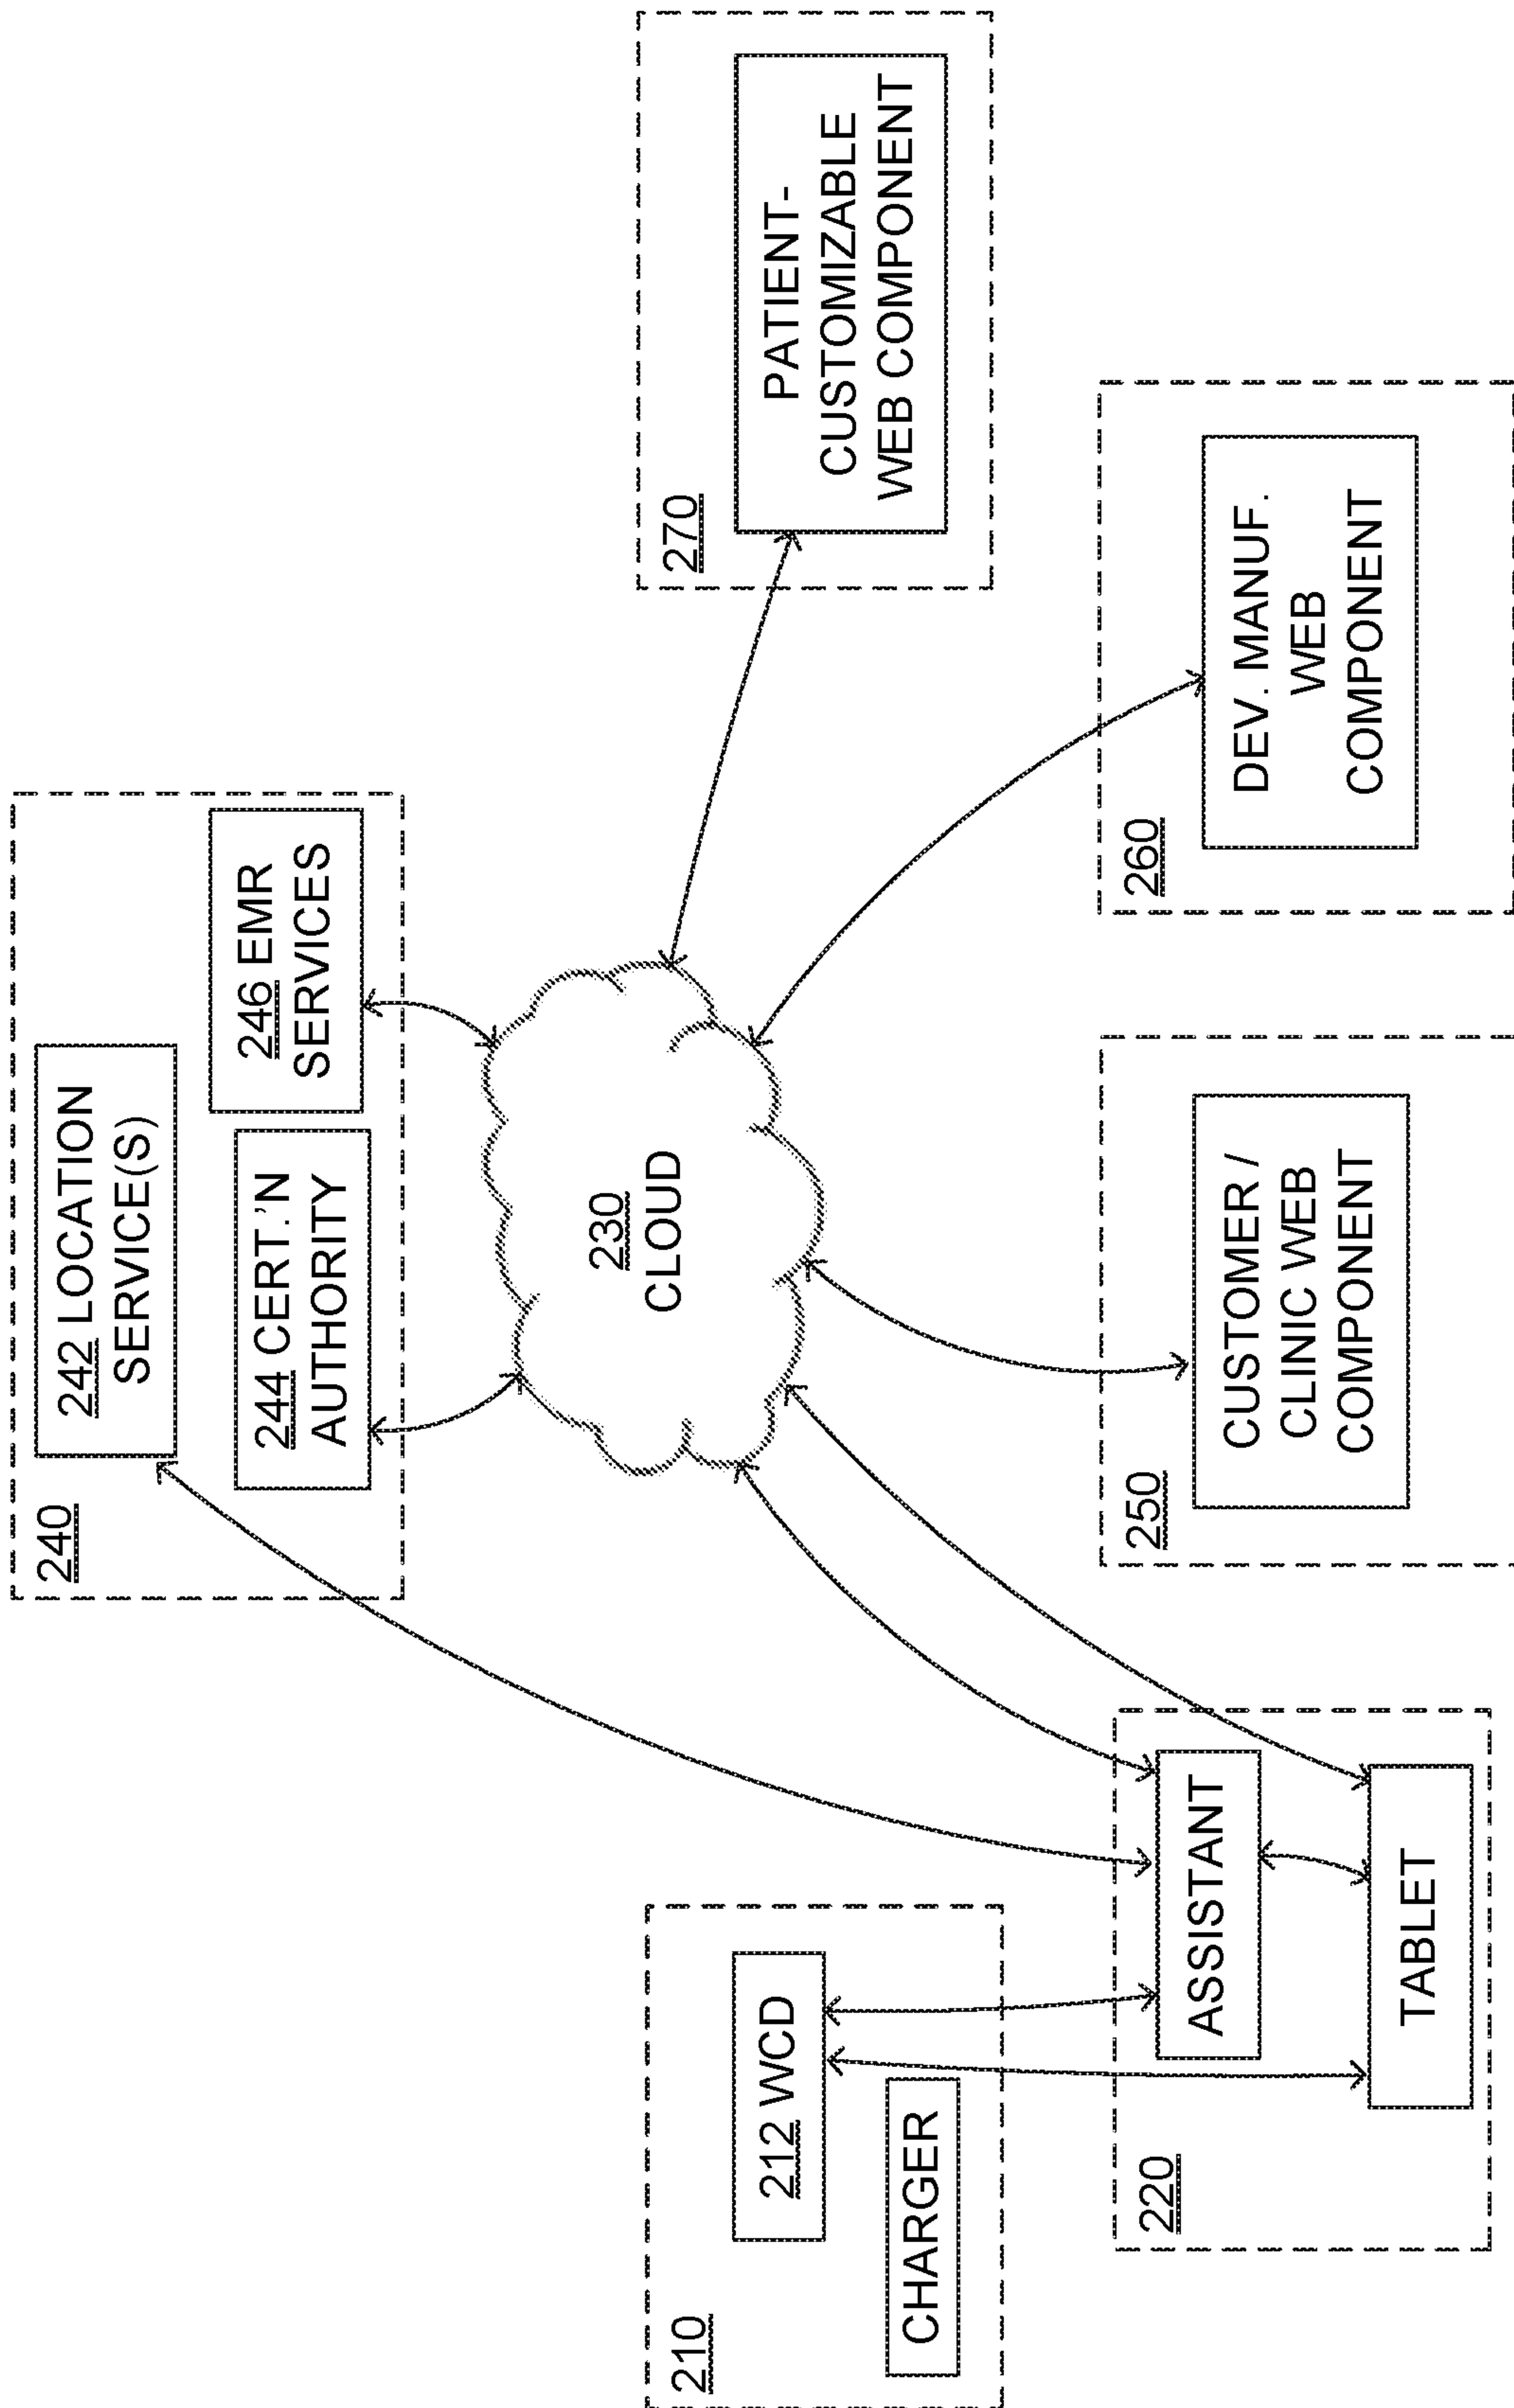 240
242 LOCATION
SERVICE(S)
244 CERT.'N
AUTHORITY
246 EMR
SERVICES
210
212 WCD
CHARGER
230
CLOUD
270
PATIENT-
CUSTOMIZABLE
WEB COMPONENT
220
ASSISTANT
TABLET
250
CUSTOMER /
CLINIC WEB
COMPONENT
260
DEV. MANUF.
WEB
COMPONENT